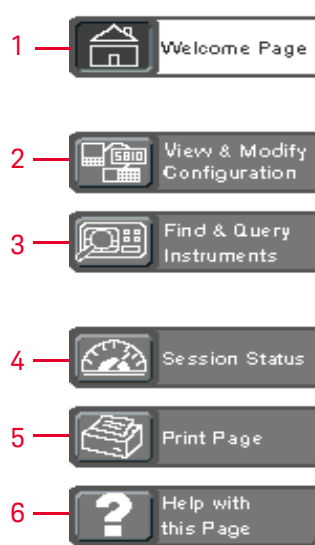 1 Welcome Page
2 5810 View & Modify
Configuration
3 Find & Query
Instruments
4 Session Status
5 Print Page
6 ? Help with
this Page